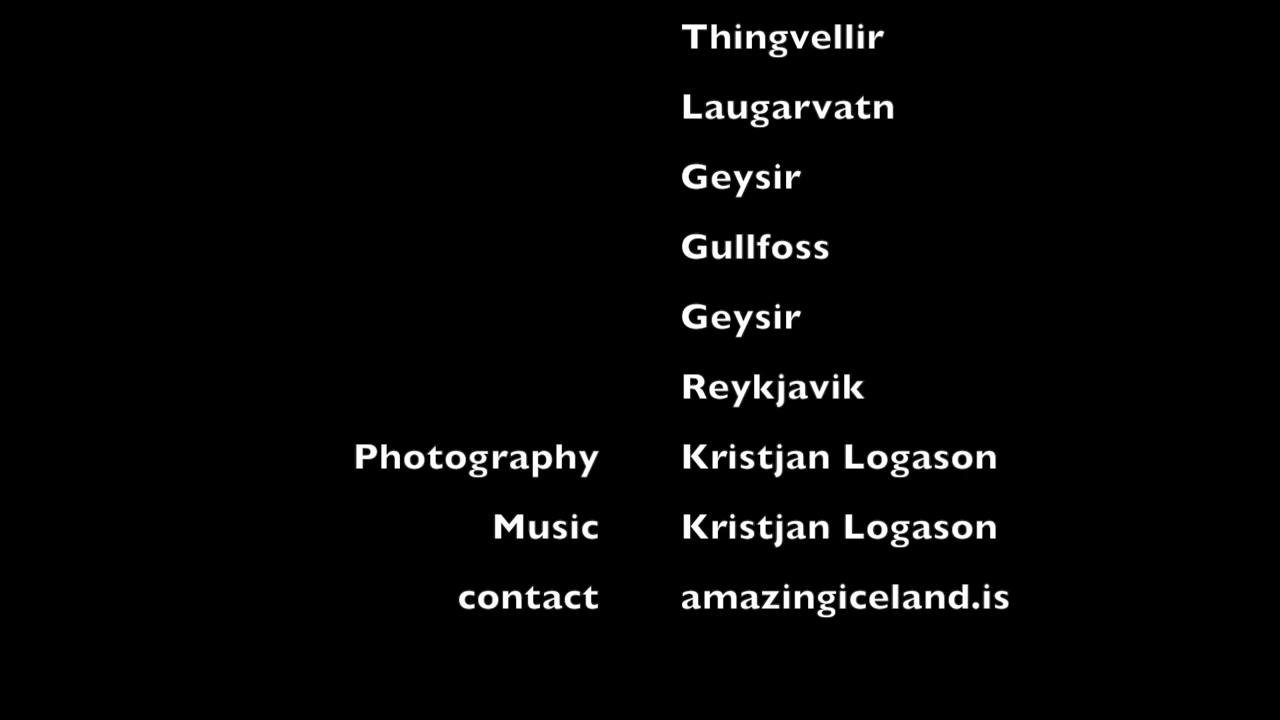 Thingvellir
Laugarvatn
Geysir
Gullfoss
Geysir
Reykjavik
Photography Kristjan Logason
Music Kristjan Logason
contact amazingiceland.is